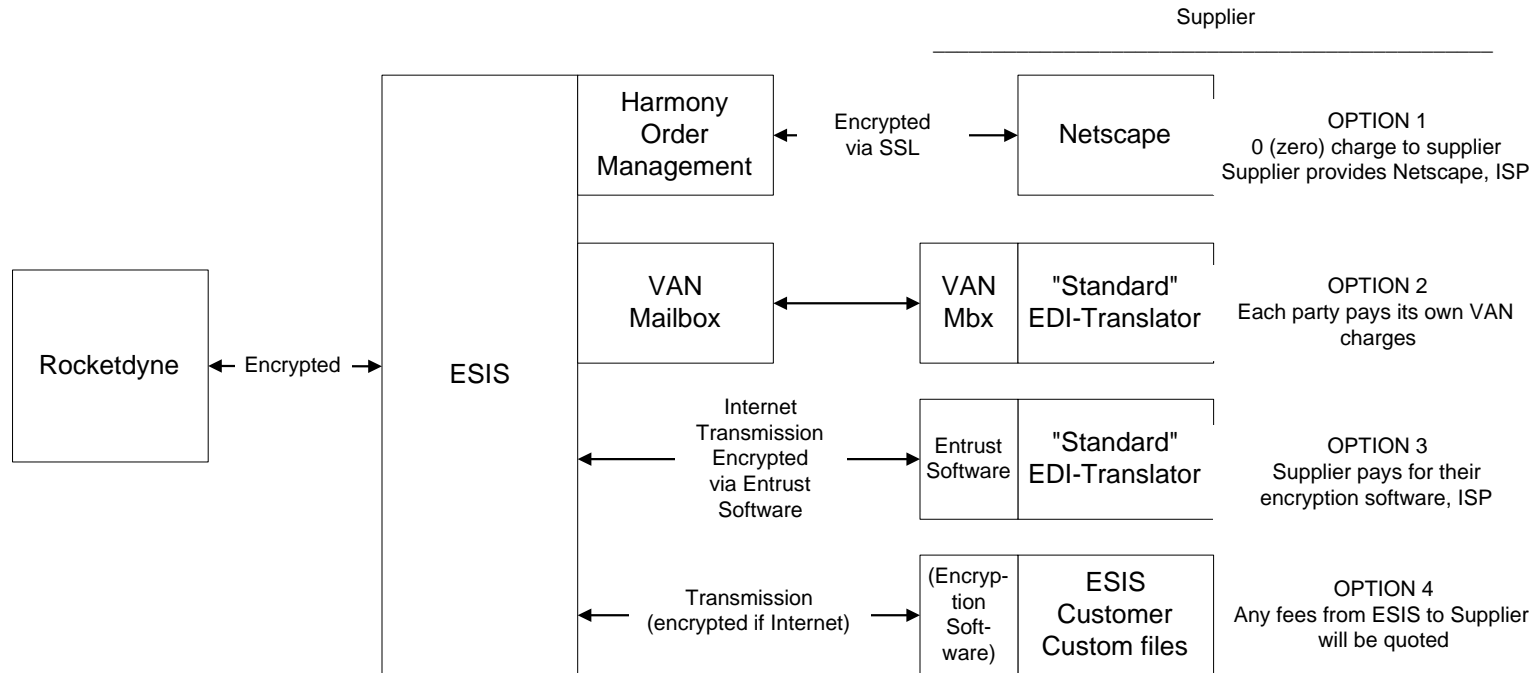 Supplier
Harmony
Order
Management
Encrypted
via SSL
Netscape
OPTION 1
0 (zero) charge to supplier
Supplier provides Netscape, ISP
VAN
Mailbox
VAN
Mbx
"Standard"
EDI-Translator
OPTION 2
Each party pays its own VAN
charges
Rocketdyne
Encrypted
ESIS
Internet
Transmission
Encrypted
via Entrust
Software
Entrust
Software
"Standard"
EDI-Translator
OPTION 3
Supplier pays for their
encryption software, ISP
Transmission
(encrypted if Internet)
(Encryp-
tion
Soft-
ware)
ESIS
Customer
Custom files
OPTION 4
Any fees from ESIS to Supplier
will be quoted